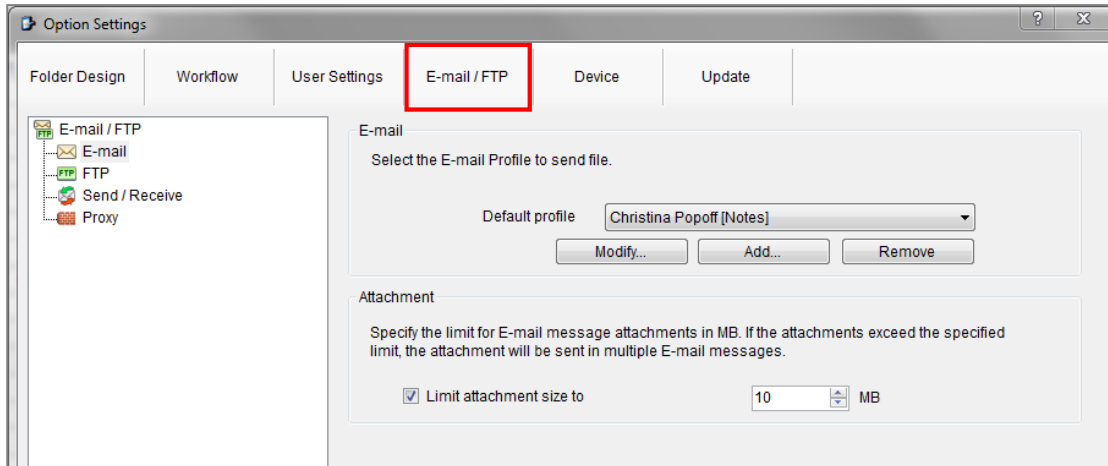 Option Settings
Folder Design Workflow User Settings E-mail / FTP Device Update
E-mail / FTP
E-mail
FTP
Send / Receive
Proxy
E-mail
Select the E-mail Profile to send file.
Default profile Christina Popoff [Notes]
Modify... Add... Remove
Attachment
Specify the limit for E-mail message attachments in MB. If the attachments exceed the specified
limit, the attachment will be sent in multiple E-mail messages.
Limit attachment size to 10 MB